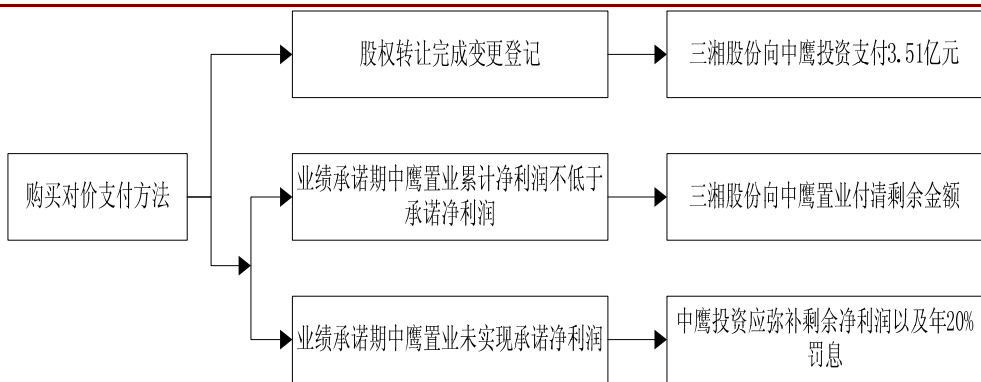 股权转让完成变更登记
三湘股份向中鹰投资支付3.51亿元
购买对价支付方法
业绩承诺期中鹰置业累计净利润不低于
承诺净利润
三湘股份向中鹰置业付清剩余金额
业绩承诺期中鹰置业未实现承诺净利润
中鹰投资应弥补剩余净利润以及年20%
罚息